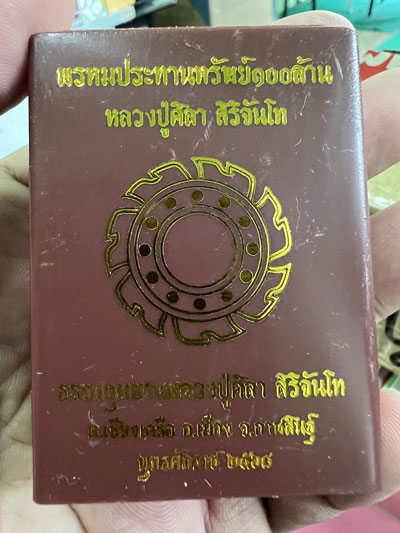 พรหมประทานทรัพย์๑๐๐ล้าน
หลวงปู่ศิลา สิริจันโท
ธรรมอุทยานหลวงปู่ศิลา สิริจันโท
ต.เชียงเครือ อ.เมือง จ.กาฬสินธุ์
พุทธศักราช ๒๕๖๘